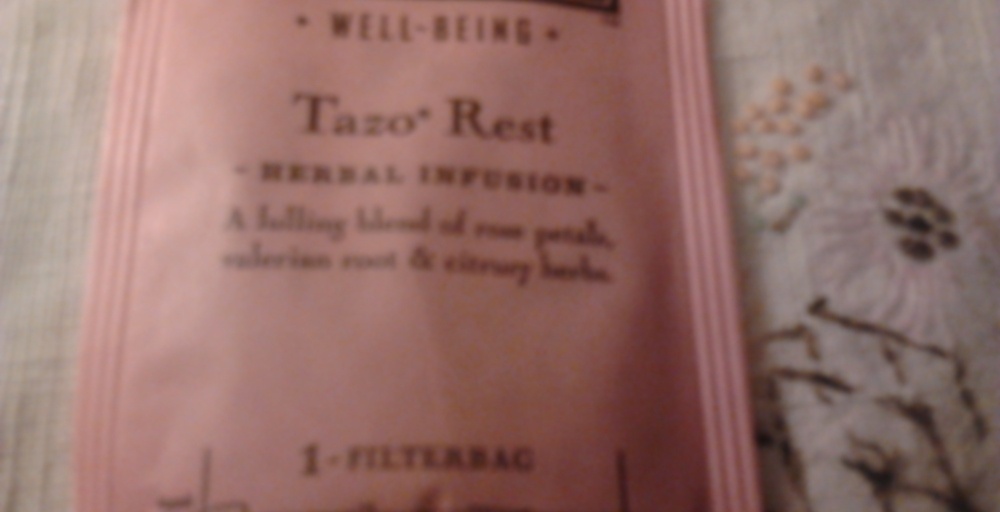 • WELL-BEING •
Tazo® Rest
- HERBAL INFUSION -
A lulling blend of rose petals,
valerian root & citrusy herbs.
1 - FILTERBAG